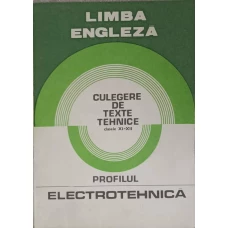 LIMBA
ENGLEZA
CULEGERE
DE
TEXTE
TEHNICE
PROFILUL
ELECTROTEHNICA